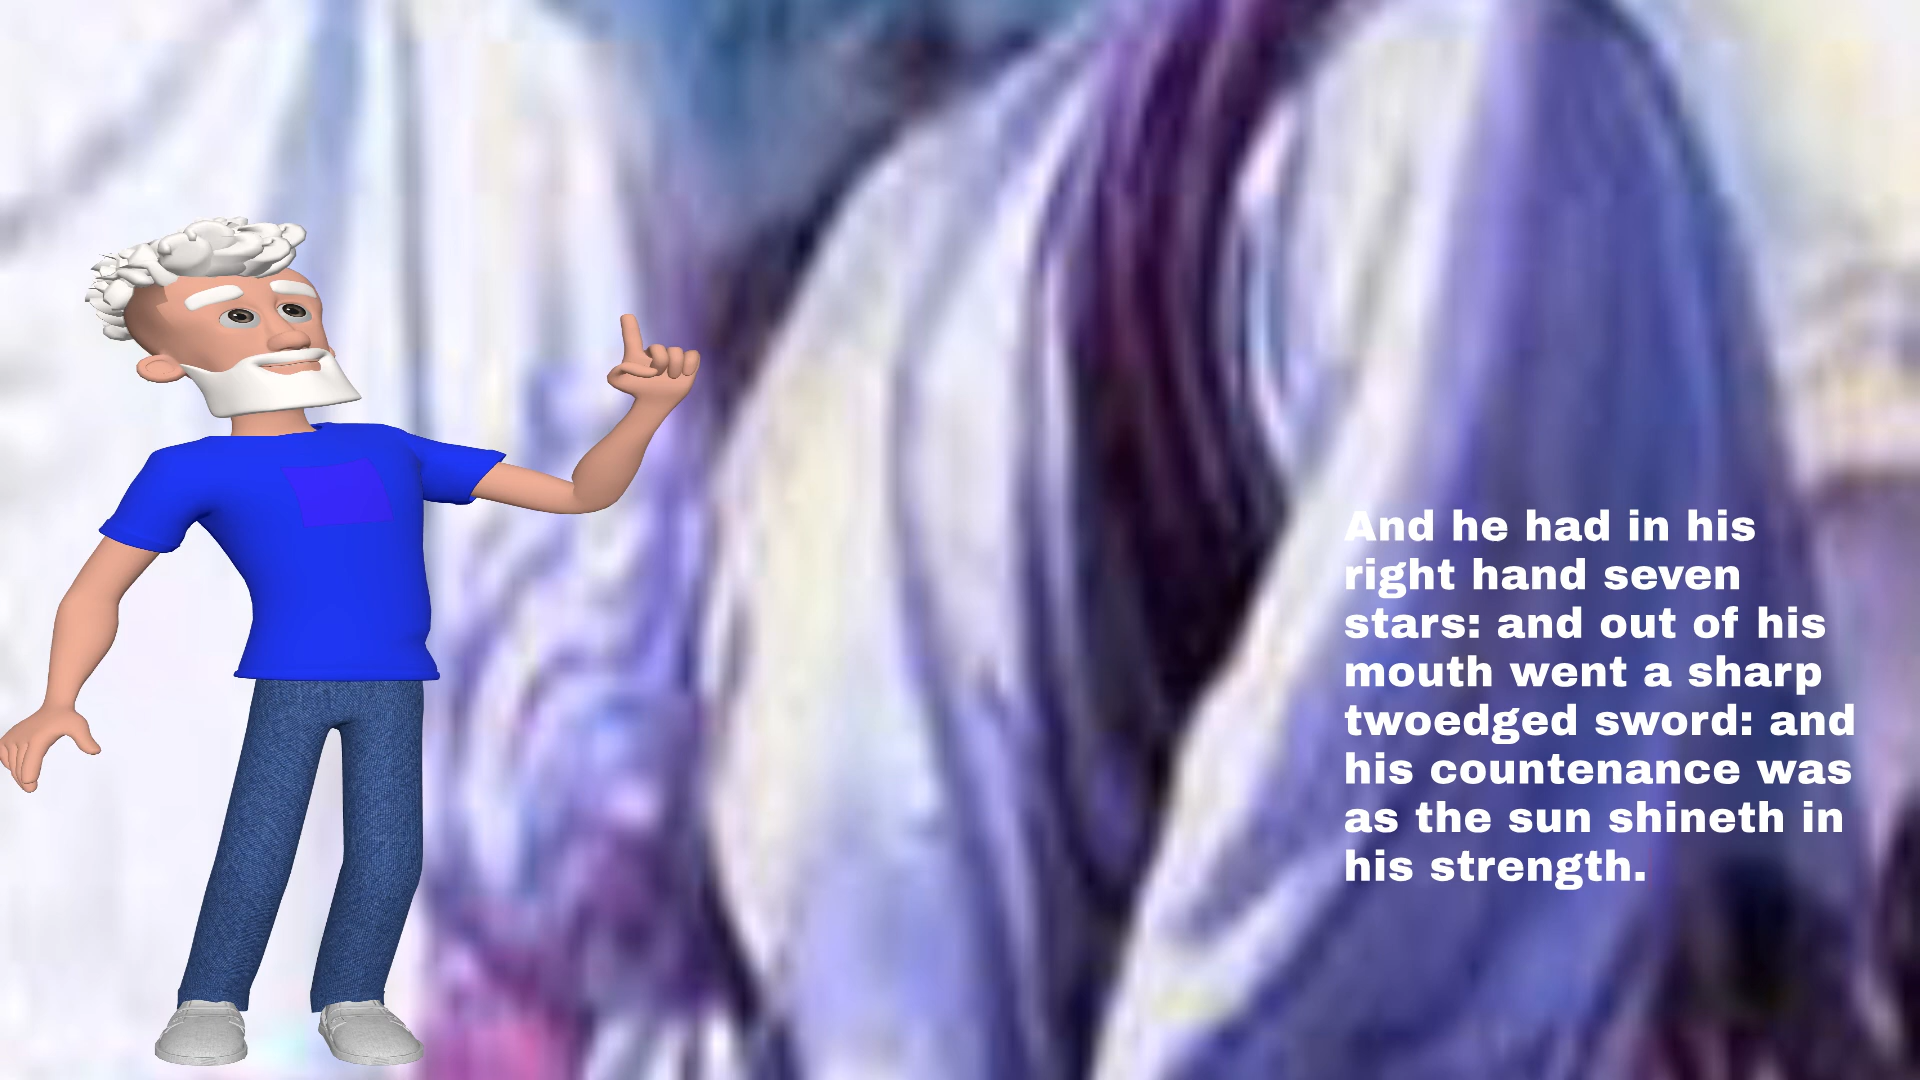 And he had in his
right hand seven
stars: and out of his
mouth went a sharp
twoedged sword: and
his countenance was
as the sun shineth in
his strength.